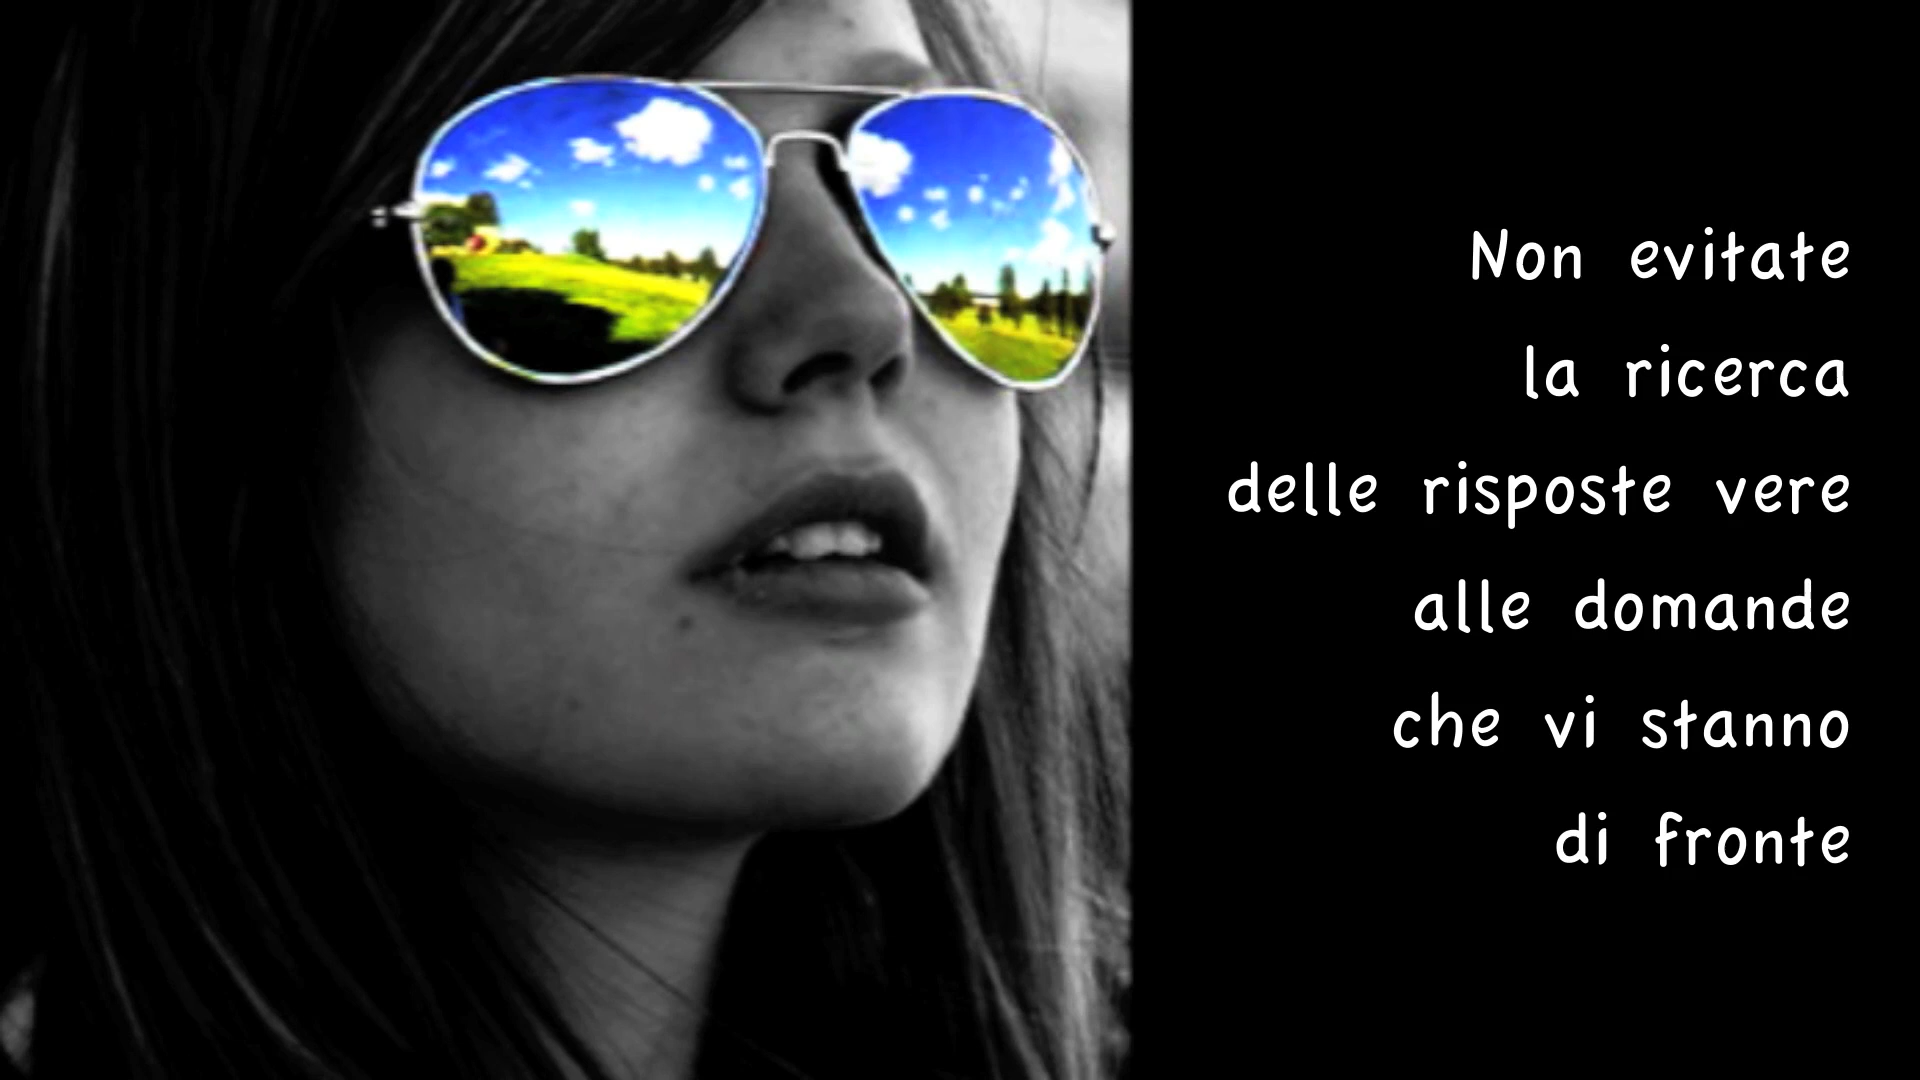 Non evitate
la ricerca
delle risposte vere
alle domande
che vi stanno
di fronte